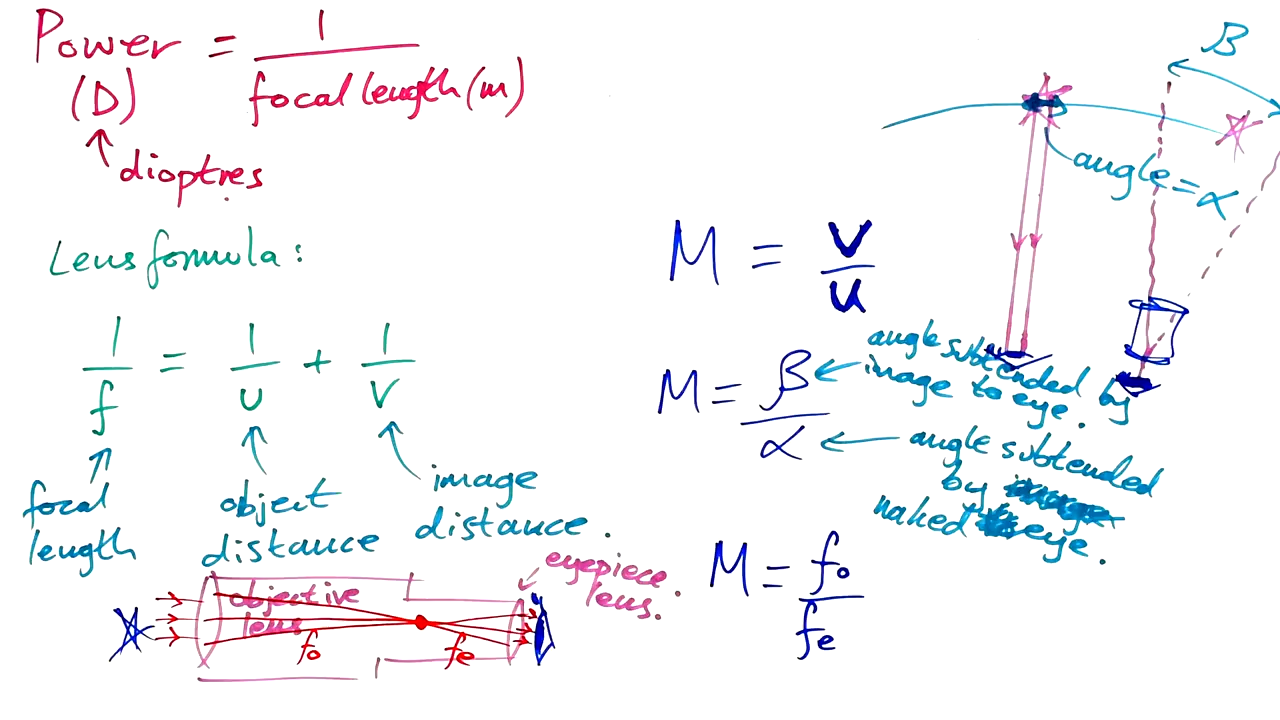 Power = 1 / focal length (m)
(D)
dioptres
Lens formula:
1/f = 1/u + 1/v
focal length
object distance
image distance.
objective lens
fo
fe
eyepiece lens.
β
angle = α
M = v/u
M = β/α
angle subtended by
image to eye.
angle subtended
by
naked eye.
M = fo/fe